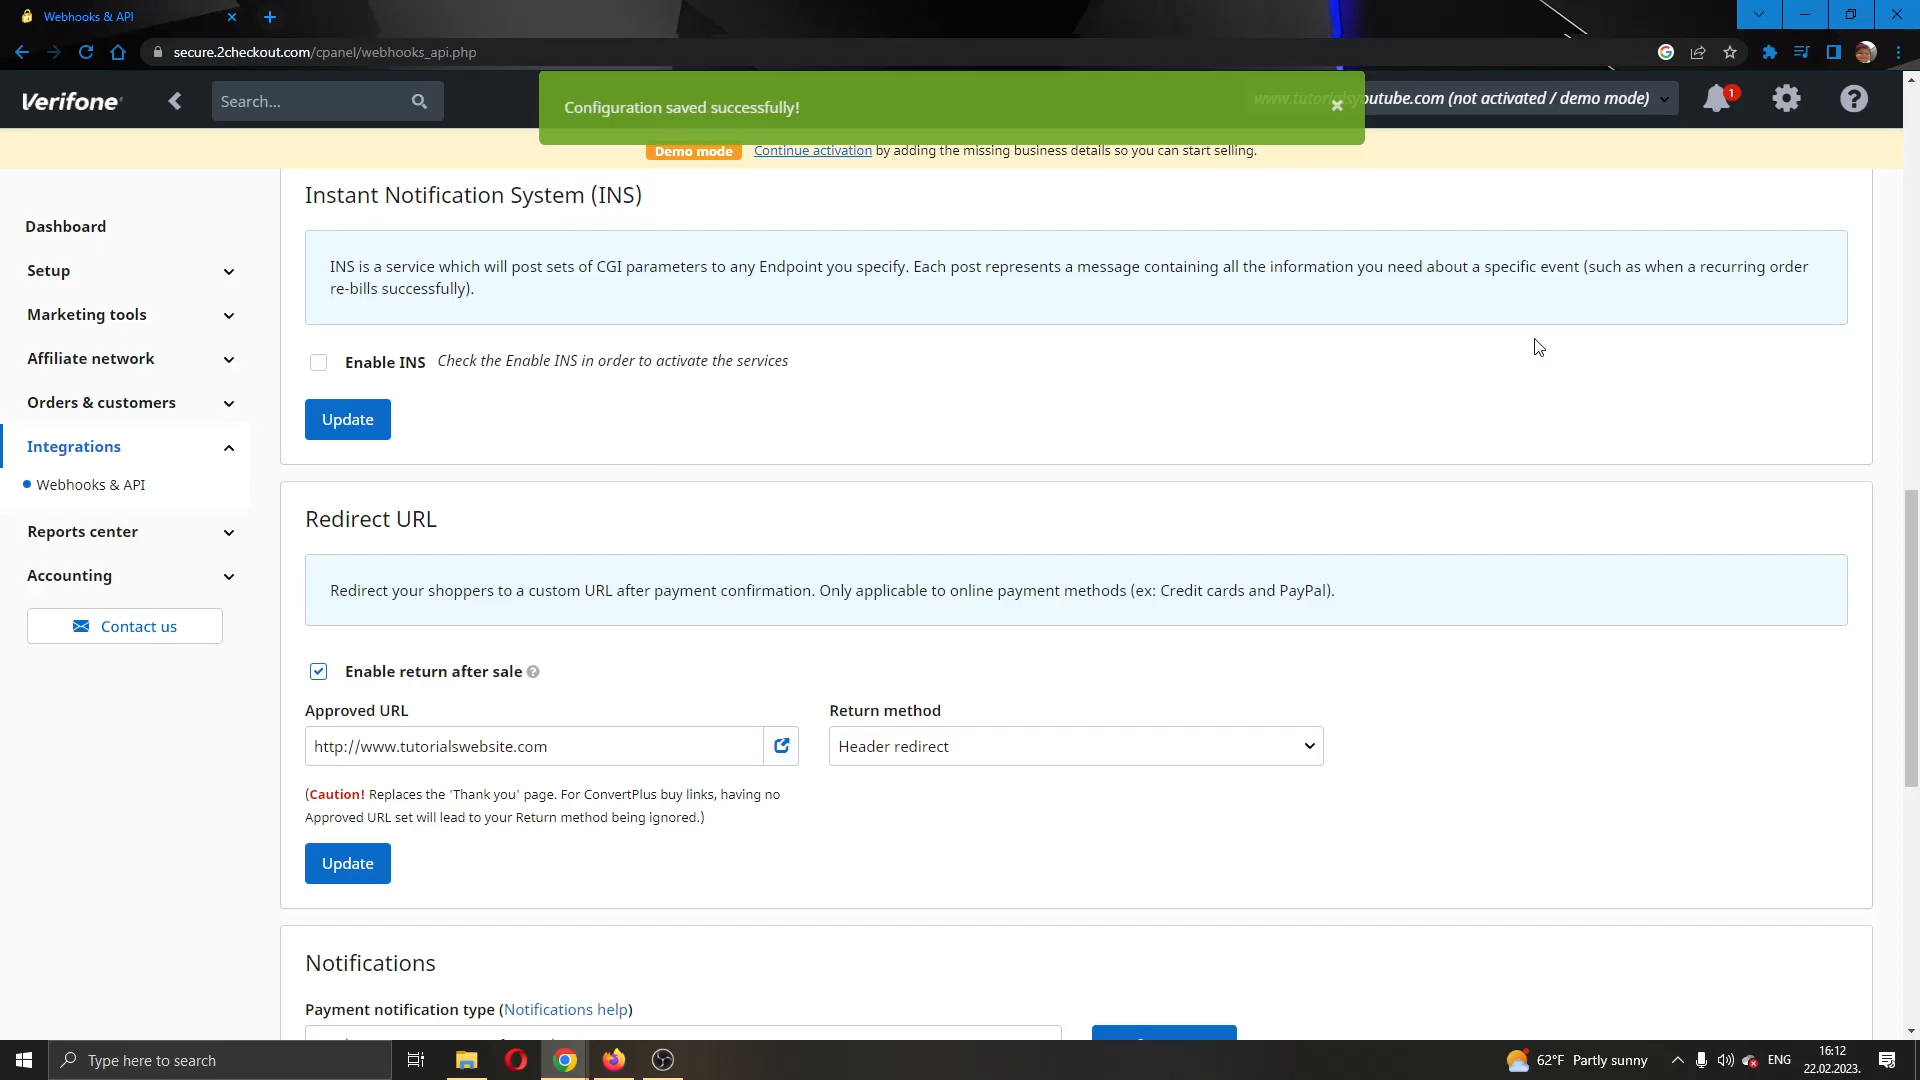 Webhooks & API
secure.2checkout.com/cpanel/webhooks_api.php
Verifone
Search...
Configuration saved successfully!
www.tutorialsyoutube.com (not activated / demo mode)
1
Demo mode Continue activation by adding the missing business details so you can start selling.
Dashboard
Setup
Marketing tools
Affiliate network
Orders & customers
Integrations
Webhooks & API
Reports center
Accounting
Contact us
Instant Notification System (INS)
INS is a service which will post sets of CGI parameters to any Endpoint you specify. Each post represents a message containing all the information you need about a specific event (such as when a recurring order
re-bills successfully).
Enable INS Check the Enable INS in order to activate the services
Update
Redirect URL
Redirect your shoppers to a custom URL after payment confirmation. Only applicable to online payment methods (ex: Credit cards and PayPal).
Enable return after sale
Approved URL
Return method
http://www.tutorialswebsite.com
Header redirect
(Caution! Replaces the 'Thank you' page. For ConvertPlus buy links, having no
Approved URL set will lead to your Return method being ignored.)
Update
Notifications
Payment notification type (Notifications help)
Type here to search
62°F Partly sunny
ENG
16:12
22.02.2023.